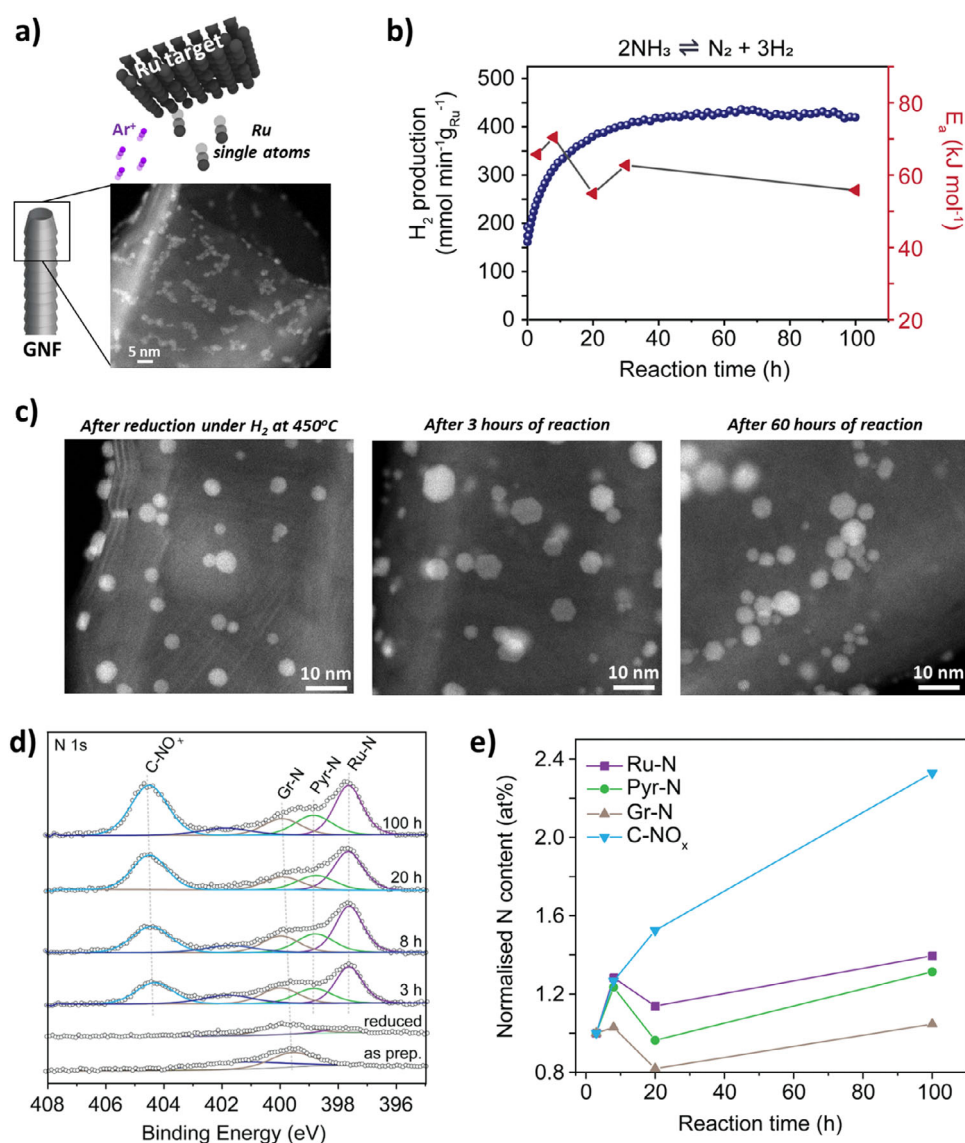 a)
Ru target
Ar⁺
Ru
single atoms
GNF
5 nm
b)
2NH₃ ⇌ N₂ + 3H₂
H₂ production
(mmol min⁻¹g_Ru⁻¹)
500
450
400
350
300
250
200
150
100
0
80
60
40
20
Eₐ
(kJ mol⁻¹)
0 20 40 60 80 100
Reaction time (h)
c)
After reduction under H₂ at 450°C
After 3 hours of reaction
After 60 hours of reaction
10 nm
10 nm
10 nm
d)
N 1s
C-NOₓ
Gr-N
Pyr-N
Ru-N
100 h
20 h
8 h
3 h
reduced
as prep.
408 406 404 402 400 398 396
Binding Energy (eV)
e)
Ru-N
Pyr-N
Gr-N
C-NOₓ
Normalised N content (at%)
2.4
2.0
1.6
1.2
0.8
0 20 40 60 80 100
Reaction time (h)